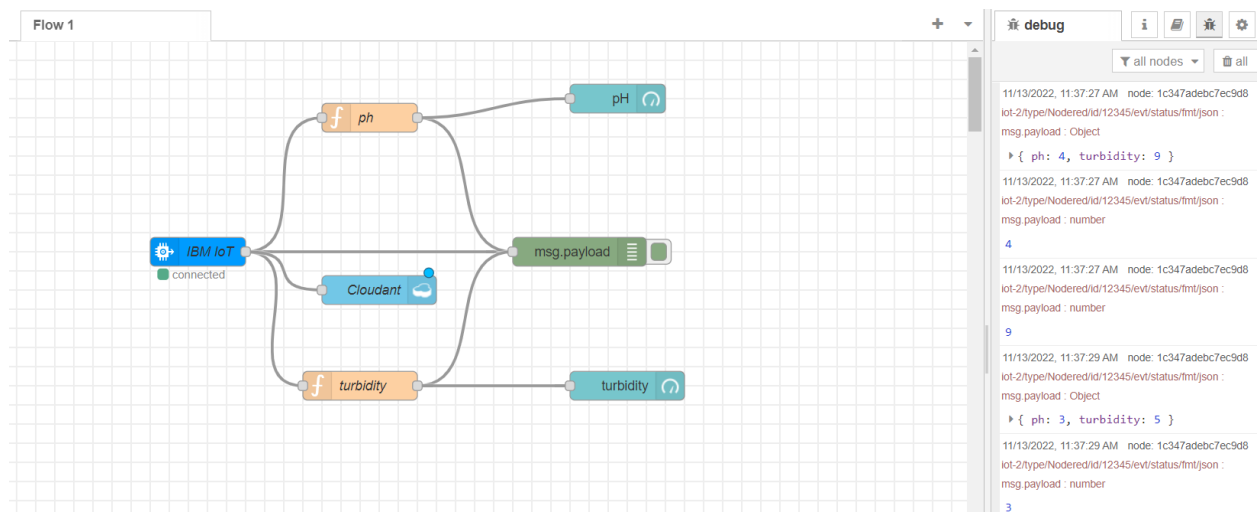 Flow 1
ph
pH
IBM IoT
connected
msg.payload
Cloudant
turbidity
turbidity
debug
all nodes
all
11/13/2022, 11:37:27 AM node: 1c347adebc7ec9d8
iot-2/type/Nodered/id/12345/evt/status/fmt/json :
msg.payload : Object
{ ph: 4, turbidity: 9 }
11/13/2022, 11:37:27 AM node: 1c347adebc7ec9d8
iot-2/type/Nodered/id/12345/evt/status/fmt/json :
msg.payload : number
4
11/13/2022, 11:37:27 AM node: 1c347adebc7ec9d8
iot-2/type/Nodered/id/12345/evt/status/fmt/json :
msg.payload : number
9
11/13/2022, 11:37:29 AM node: 1c347adebc7ec9d8
iot-2/type/Nodered/id/12345/evt/status/fmt/json :
msg.payload : Object
{ ph: 3, turbidity: 5 }
11/13/2022, 11:37:29 AM node: 1c347adebc7ec9d8
iot-2/type/Nodered/id/12345/evt/status/fmt/json :
msg.payload : number
3